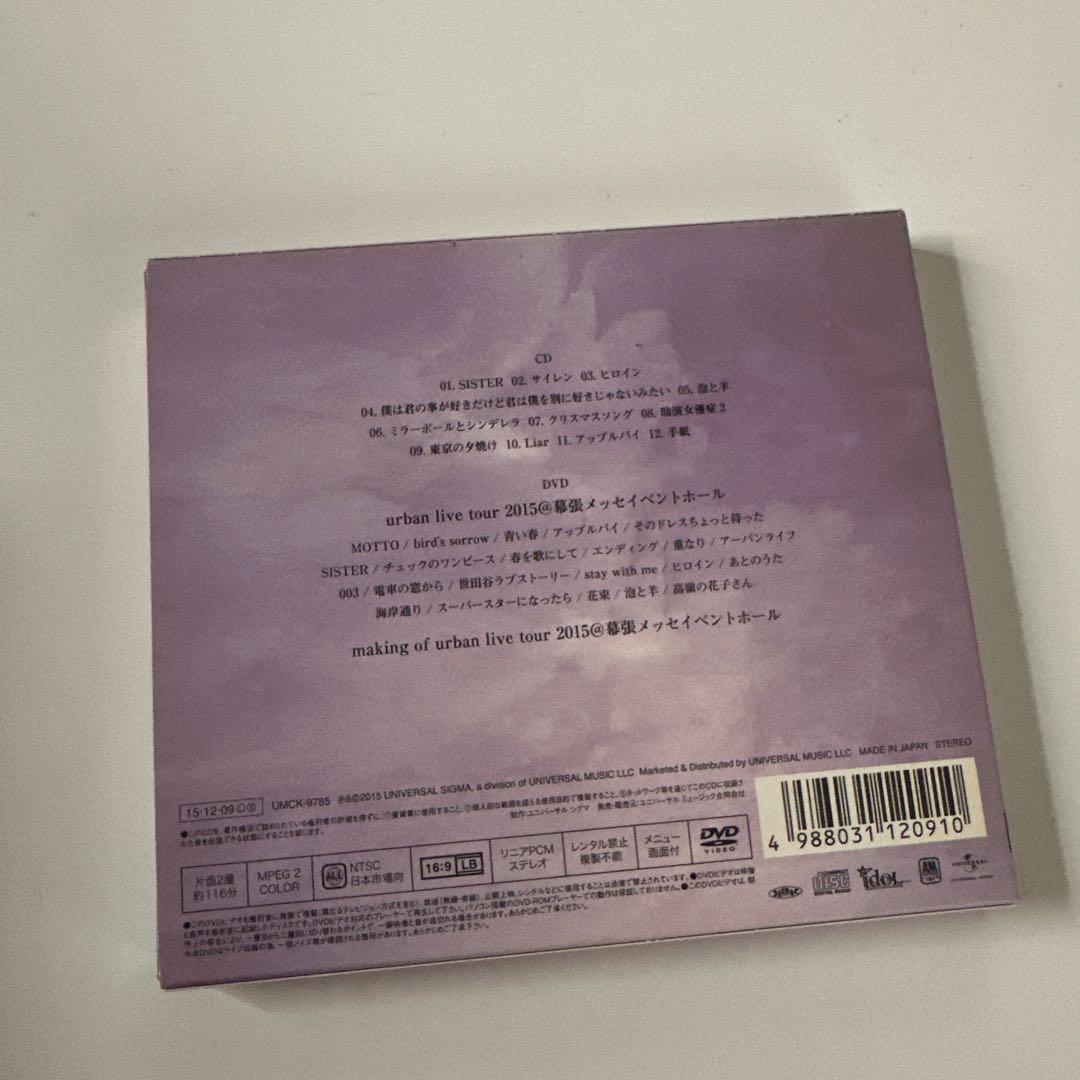 CD
01. SISTER 02. サイレン 03. ヒロイン
04. 僕は君の事が好きだけど君は僕を別に好きじゃないみたい 05. 泡と羊
06. ミラーボールとシンデレラ 07. クリスマスソング 08. 助演女優症2
09. 東京の夕焼け 10. Liar 11. アップルパイ 12. 手紙
DVD
urban live tour 2015@幕張メッセイベントホール
MOTTO / bird's sorrow / 青い春 / アップルパイ / そのドレスちょっと待った
SISTER / チェックのワンピース / 春を歌にして / エンディング / 重なり / アーバンライフ
003 / 電車の窓から / 世田谷ラブストーリー / stay with me / ヒロイン / あとのうた
海岸通り / スーパースターになったら / 花束 / 泡と羊 / 高嶺の花子さん
making of urban live tour 2015@幕張メッセイベントホール
15・12・09
UMCK-9785 ℗&©2015 UNIVERSAL SIGMA, a division of UNIVERSAL MUSIC LLC Marketed & Distributed by UNIVERSAL MUSIC LLC MADE IN JAPAN STEREO
制作:ユニバーサル シグマ 発売・販売元:ユニバーサル ミュージック合同会社
片面2層
約116分
MPEG 2
COLOR
ALL
NTSC
日本市場向
16:9 LB
リニアPCM
ステレオ
レンタル禁止
複製不能
メニュー
画面付
DVD
VIDEO
4 988031 120910
idol
A&M